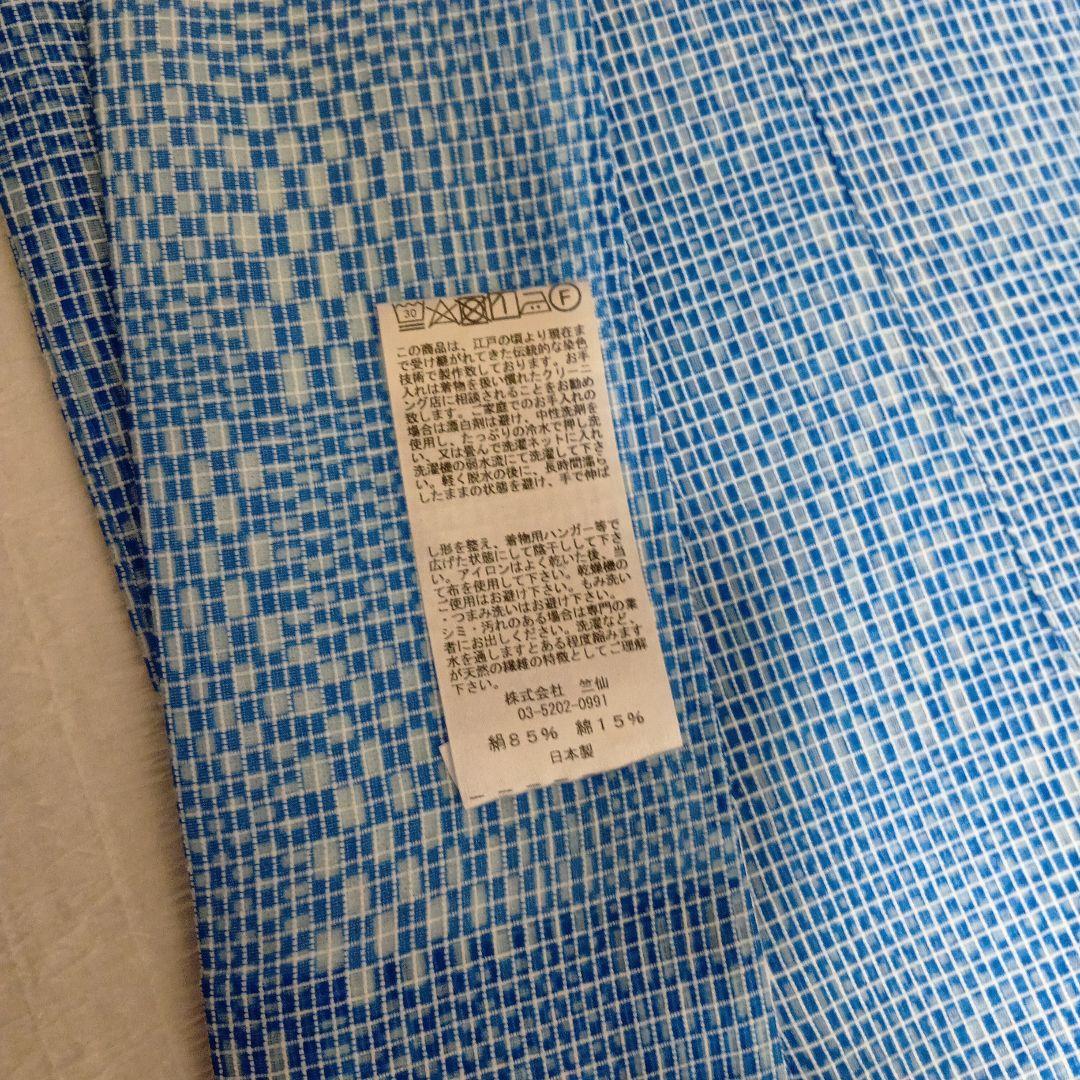 30 F
この商品は、江戸の頃より現在ま
で受け継がれてきた伝統的な染色
技術で製作致しております。お手
入れは着物を扱い慣れたクリーニ
ング店に相談されることをお勧め
致します。ご家庭でのお手入れの
場合は漂白剤は避け、中性洗剤を
使用し、たっぷりの冷水で押し洗
い、又は畳んで洗濯ネットに入れ
洗濯機の弱水流にて洗濯して下さ
い。軽く脱水の後に、長時間濡ら
したままの状態を避け、手で伸ば
し形を整え、着物用ハンガー等で
広げた状態にして陰干しして下さ
い。アイロンはよく乾いた後、当
て布を使用して下さい。乾燥機の
ご使用はお避け下さい。もみ洗い
・つまみ洗いはお避け下さい。
シミ・汚れのある場合は専門の業
者にお出しください。洗濯など、
水を通しますとある程度縮みます
が天然の繊維の特徴としてご理解
下さい。
株式会社 竺仙
03-5202-0991
絹85% 綿15%
日本製